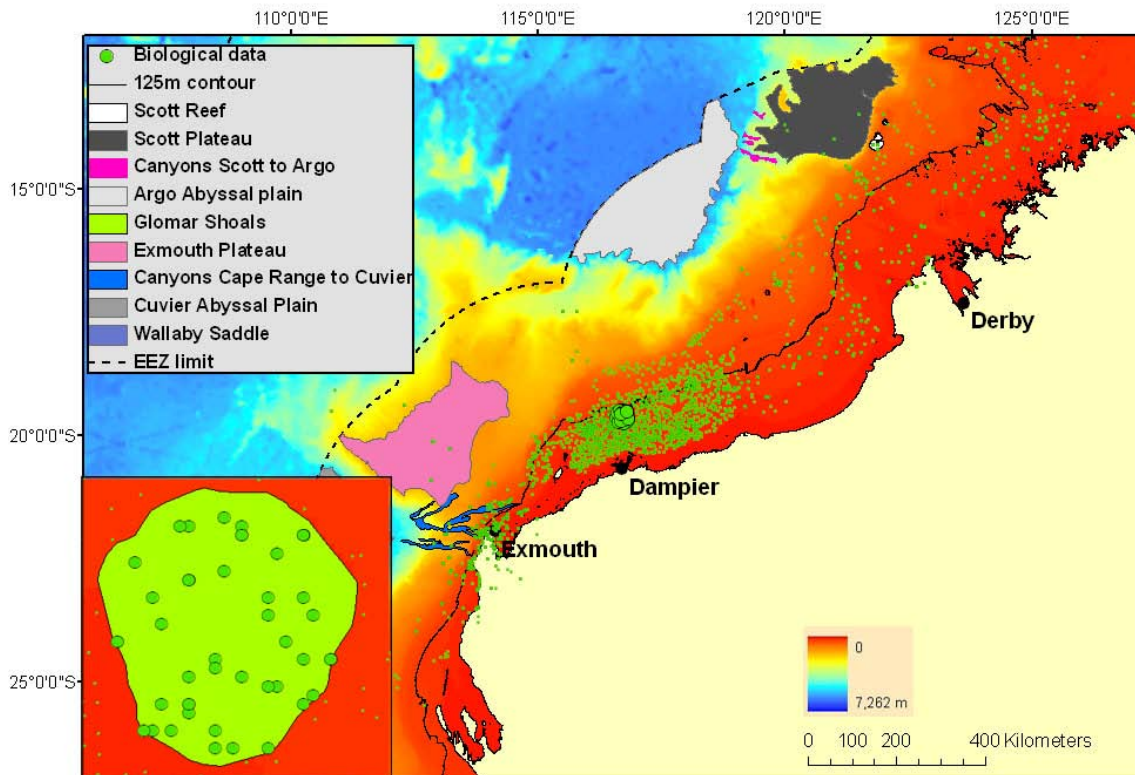 110°0'0"E 115°0'0"E 120°0'0"E 125°0'0"E
Biological data
125m contour
Scott Reef
Scott Plateau
Canyons Scott to Argo
Argo Abyssal plain
Glomar Shoals
Exmouth Plateau
Canyons Cape Range to Cuvier
Cuvier Abyssal Plain
Wallaby Saddle
EEZ limit
15°0'0"S
20°0'0"S
25°0'0"S
Derby
Dampier
Exmouth
0
7,262 m
0 100 200 400 Kilometers